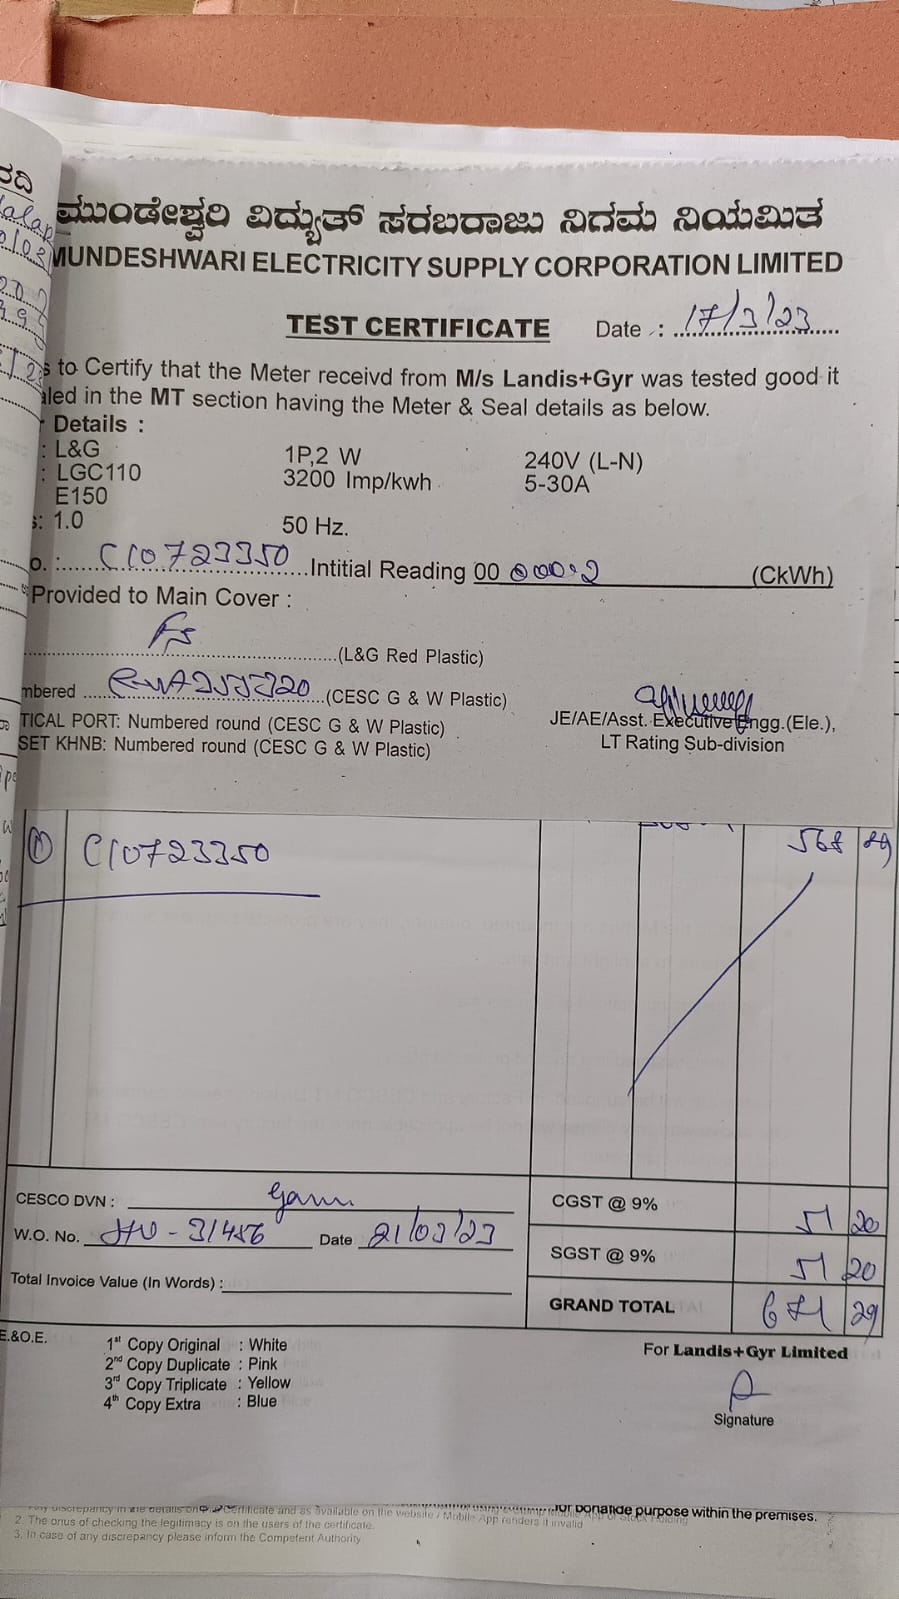 ರದಿ
ಮುಂಡೇಶ್ವರಿ ವಿದ್ಯುತ್ ಸರಬರಾಜು ನಿಗಮ ನಿಯಮಿತ
MUNDESHWARI ELECTRICITY SUPPLY CORPORATION LIMITED
TEST CERTIFICATE Date : 17/3/23
s to Certify that the Meter receivd from M/s Landis+Gyr was tested good it
aled in the MT section having the Meter & Seal details as below.
Details :
: L&G 1P,2 W 240V (L-N)
: LGC110 3200 Imp/kwh 5-30A
E150
s: 1.0 50 Hz.
o. : C10723350 Intitial Reading 00 0000.2 (CkWh)
Provided to Main Cover :
(L&G Red Plastic)
mbered (CESC G & W Plastic)
TICAL PORT: Numbered round (CESC G & W Plastic) JE/AE/Asst. Executive Engg.(Ele.),
SET KHNB: Numbered round (CESC G & W Plastic) LT Rating Sub-division
1 C10723350 568 89
CESCO DVN : CGST @ 9% 51 20
W.O. No. 31456 Date 21/03/23
SGST @ 9% 51 20
Total Invoice Value (In Words) :
GRAND TOTAL 671 29
E.&O.E. 1st Copy Original : White For Landis+Gyr Limited
2nd Copy Duplicate : Pink
3rd Copy Triplicate : Yellow
4th Copy Extra : Blue Signature
for bonafide purpose within the premises.
2. The onus of checking the legitimacy is on the users of the certificate.
3. In case of any discrepancy please inform the Competent Authority